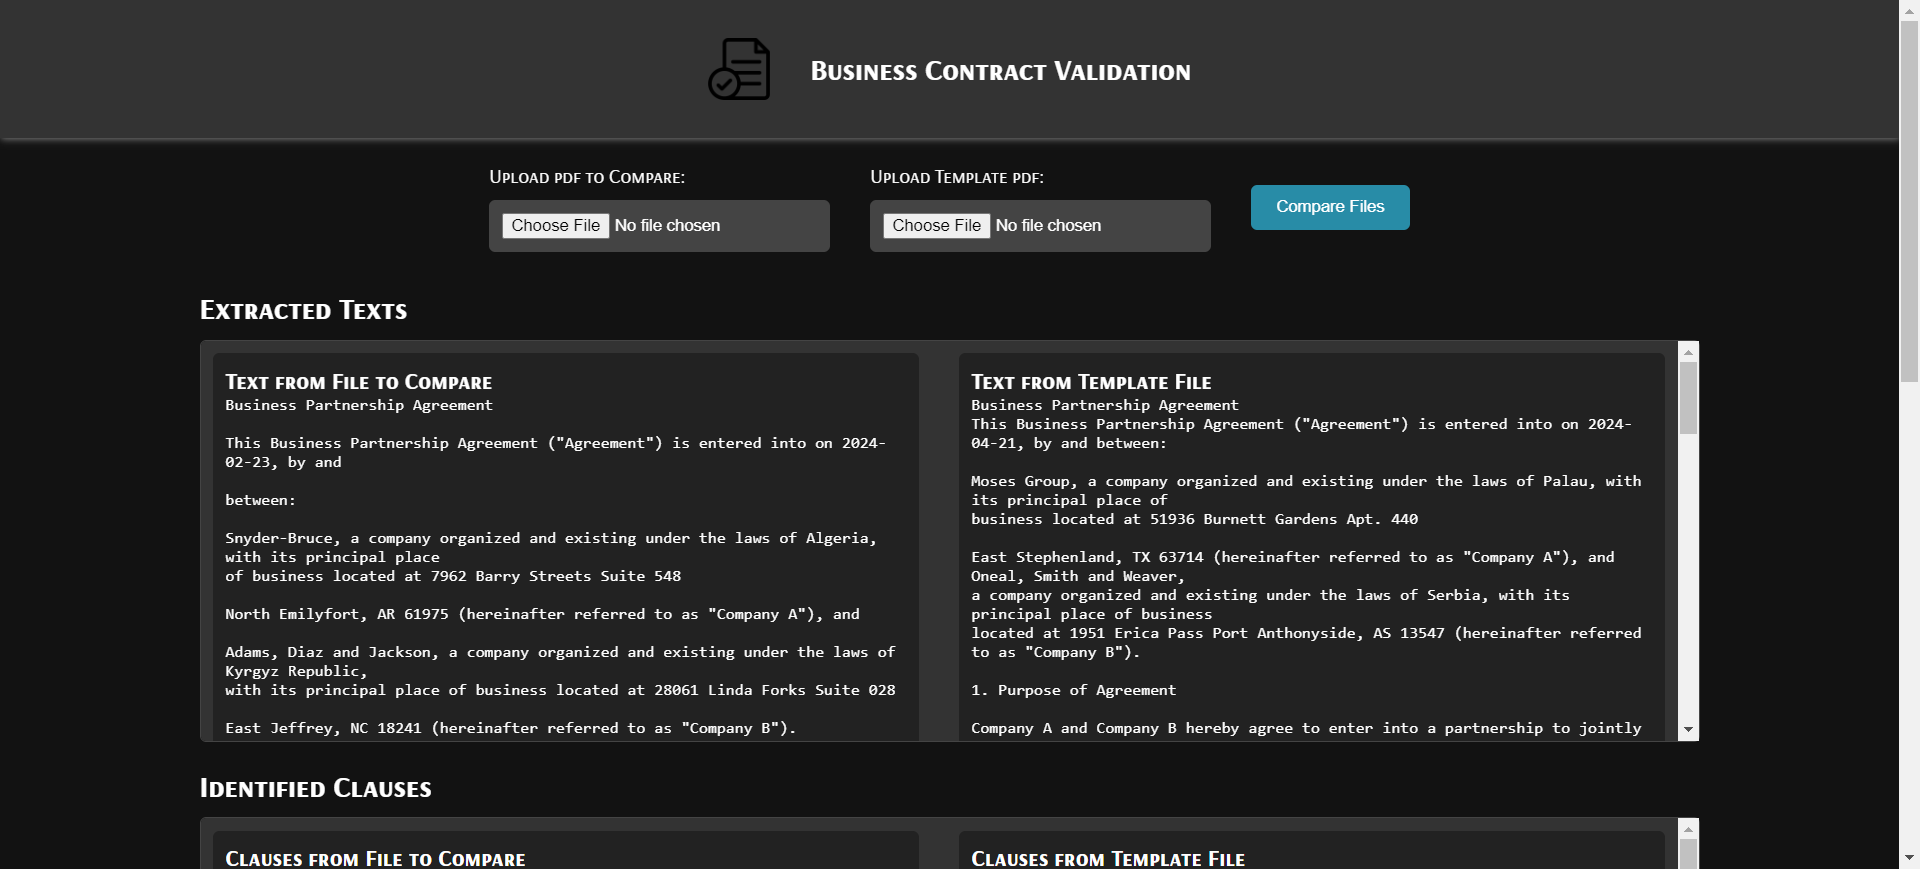 Business Contract Validation
Upload pdf to Compare:
Choose File No file chosen
Upload Template pdf:
Choose File No file chosen
Compare Files
Extracted Texts
Text from File to Compare
Business Partnership Agreement
This Business Partnership Agreement ("Agreement") is entered into on 2024-
02-23, by and
between:
Snyder-Bruce, a company organized and existing under the laws of Algeria,
with its principal place
of business located at 7962 Barry Streets Suite 548
North Emilyfort, AR 61975 (hereinafter referred to as "Company A"), and
Adams, Diaz and Jackson, a company organized and existing under the laws of
Kyrgyz Republic,
with its principal place of business located at 28061 Linda Forks Suite 028
East Jeffrey, NC 18241 (hereinafter referred to as "Company B").
Text from Template File
Business Partnership Agreement
This Business Partnership Agreement ("Agreement") is entered into on 2024-
04-21, by and between:
Moses Group, a company organized and existing under the laws of Palau, with
its principal place of
business located at 51936 Burnett Gardens Apt. 440
East Stephenland, TX 63714 (hereinafter referred to as "Company A"), and
Oneal, Smith and Weaver,
a company organized and existing under the laws of Serbia, with its
principal place of business
located at 1951 Erica Pass Port Anthonyside, AS 13547 (hereinafter referred
to as "Company B").
1. Purpose of Agreement
Company A and Company B hereby agree to enter into a partnership to jointly
Identified Clauses
Clauses from File to Compare
Clauses from Template File